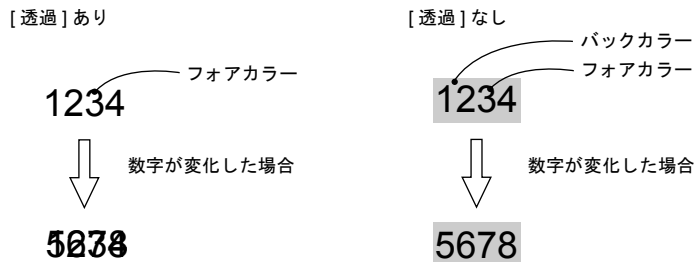 [ 透過 ] あり
フォアカラー
1234
数字が変化した場合
[ 透過 ] なし
バックカラー
フォアカラー
1234
数字が変化した場合
5678